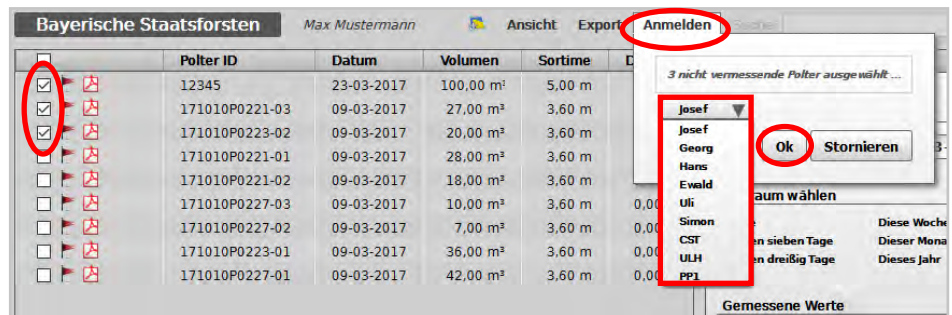 Bayerische Staatsforsten Max Mustermann Ansicht Export Anmelden
Polter ID Datum Volumen Sortime D
12345 23-03-2017 100,00 m³ 5,00 m
171010P0221-03 09-03-2017 27,00 m³ 3,60 m
171010P0223-02 09-03-2017 20,00 m³ 3,60 m
171010P0221-01 09-03-2017 28,00 m³ 3,60 m
171010P0221-02 09-03-2017 18,00 m³ 3,60 m
171010P0227-03 09-03-2017 10,00 m³ 3,60 m 0,00
171010P0227-02 09-03-2017 7,00 m³ 3,60 m 0,00
171010P0223-01 09-03-2017 36,00 m³ 3,60 m 0,00
171010P0227-01 09-03-2017 42,00 m³ 3,60 m 0,00
3 nicht vermessende Polter ausgewählt ...
Josef
Josef
Georg
Hans
Ewald
Uli
Simon
CST
ULH
PP1
Ok Stornieren
aum wählen
Diese Woche
en sieben Tage Dieser Mona
en dreißig Tage Dieses Jahr
Gemessene Werte